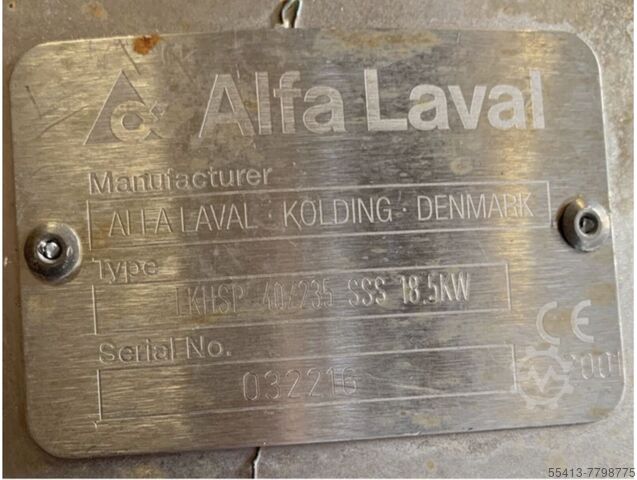 Alfa Laval
Manufacturer
ALFA LAVAL · KOLDING · DENMARK
Type
LKHSP 40/235 SSS 18.5KW
Serial No.
032216
CE
2001
55413-7798775